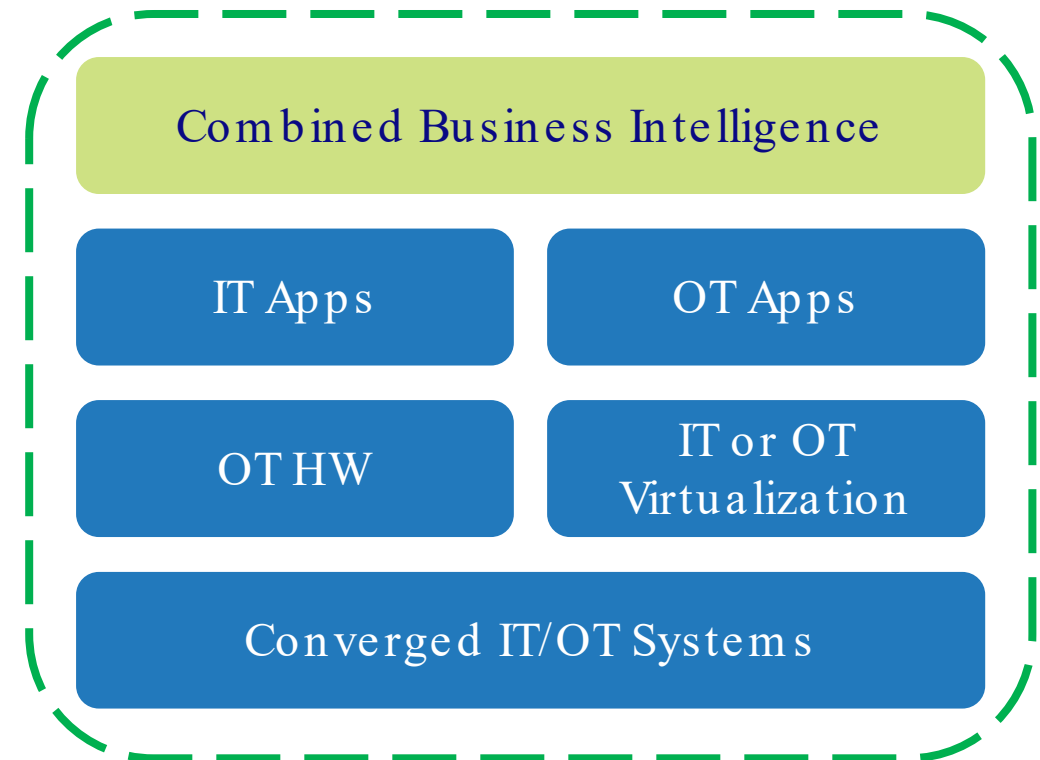 Combined Business Intelligence
IT Apps
OT Apps
OT HW
IT or OT
Virtualization
Converged IT/OT Systems